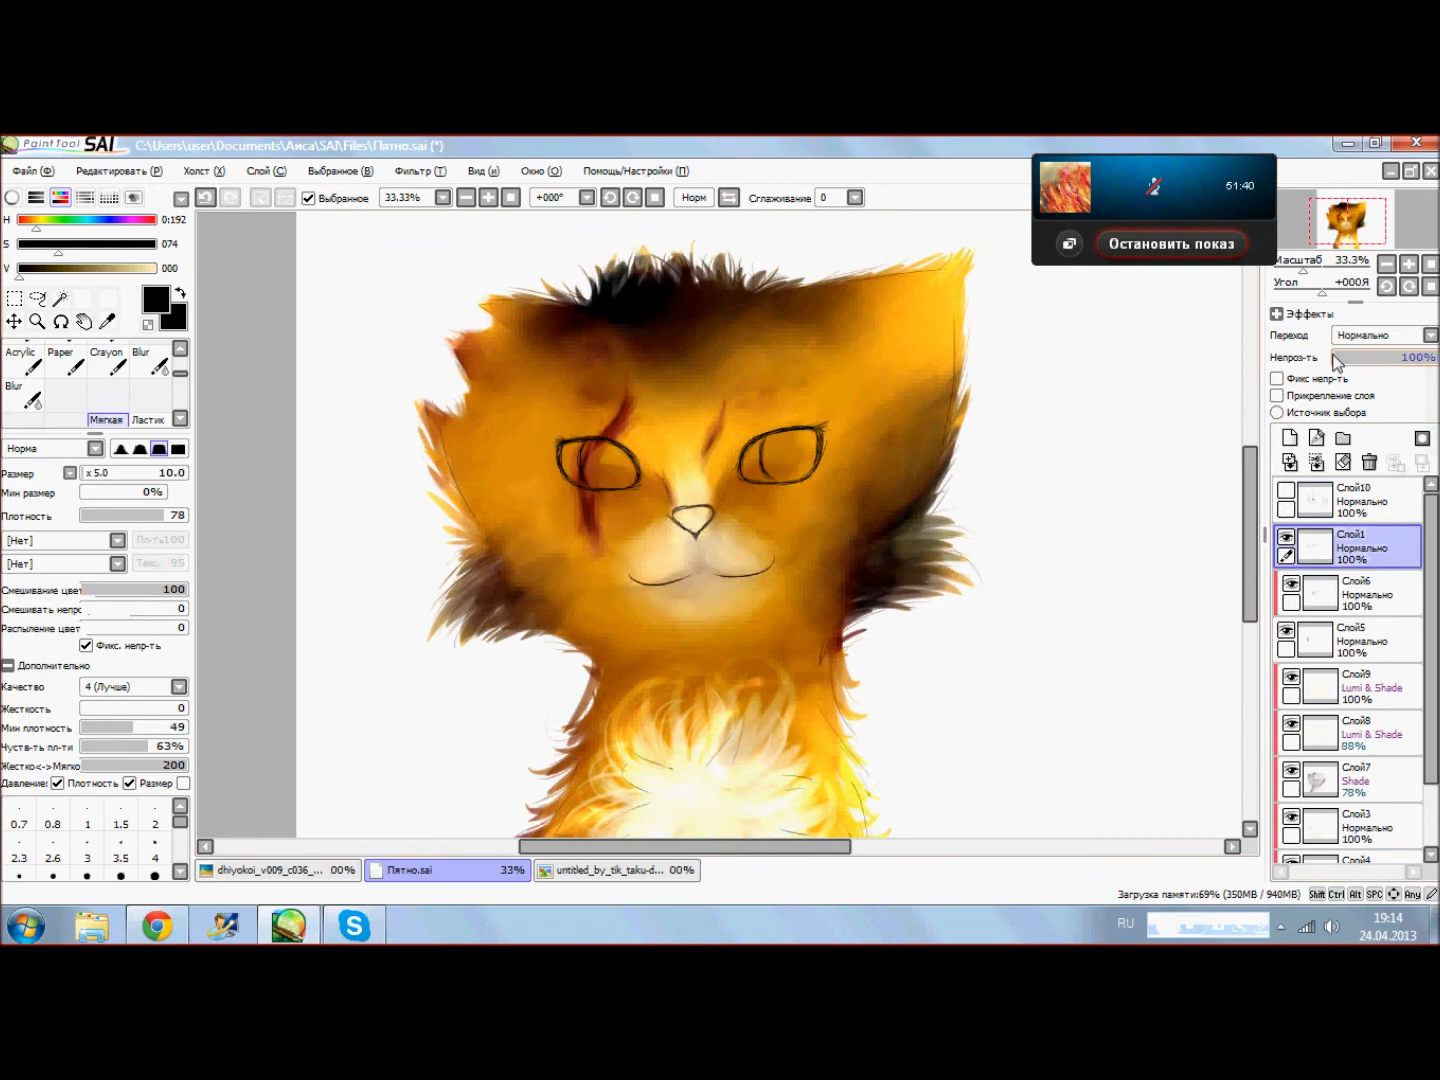 PaintTool SAI C:\Users\user\Documents\Аиса\SAI\Files\Пятно.sai (*)
Файл (Ф) Редактировать (Р) Холст (X) Слой (С) Выбранное (В) Фильтр (Т) Вид (и) Окно (О) Помощь/Настройки (П)
Выбранное 33.33% +000° Норм Сглаживание 0
51:40
Остановить показ
H 0:192
S 074
V 000
Масштаб 33.3%
Угол +000Я
Эффекты
Переход Нормально
Непроз-ть 100%
Фикс непр-ть
Прикрепление слоя
Источник выбора
Acrylic Paper Crayon Blur
Blur
Мягкая Ластик
Норма
Размер x 5.0 10.0
Мин размер 0%
Плотность 78
[Нет] Пл-ть100
[Нет] Текс. 95
Смешивание цвет 100
Смешивать непрс 0
Распыление цвет 0
Фикс. непр-ть
Дополнительно
Качество 4 (Лучше)
Жесткость 0
Мин плотность 49
Чуств-ть пл-ти 63%
Жестко<->Мягко 200
Давление: Плотность Размер
0.7 0.8 1 1.5 2
2.3 2.6 3 3.5 4
Слой10
Нормально
100%
Слой1
Нормально
100%
Слой6
Нормально
100%
Слой5
Нормально
100%
Слой9
Lumi & Shade
100%
Слой8
Lumi & Shade
88%
Слой7
Shade
78%
Слой3
Нормально
100%
Слой4
dhiyokoi_v009_c036_... 00% Пятно.sai 33% untitled_by_tik_taku-d... 00%
Загрузка памяти:69% (350MB / 940MB) Shift Ctrl Alt SPC Any
RU
19:14
24.04.2013